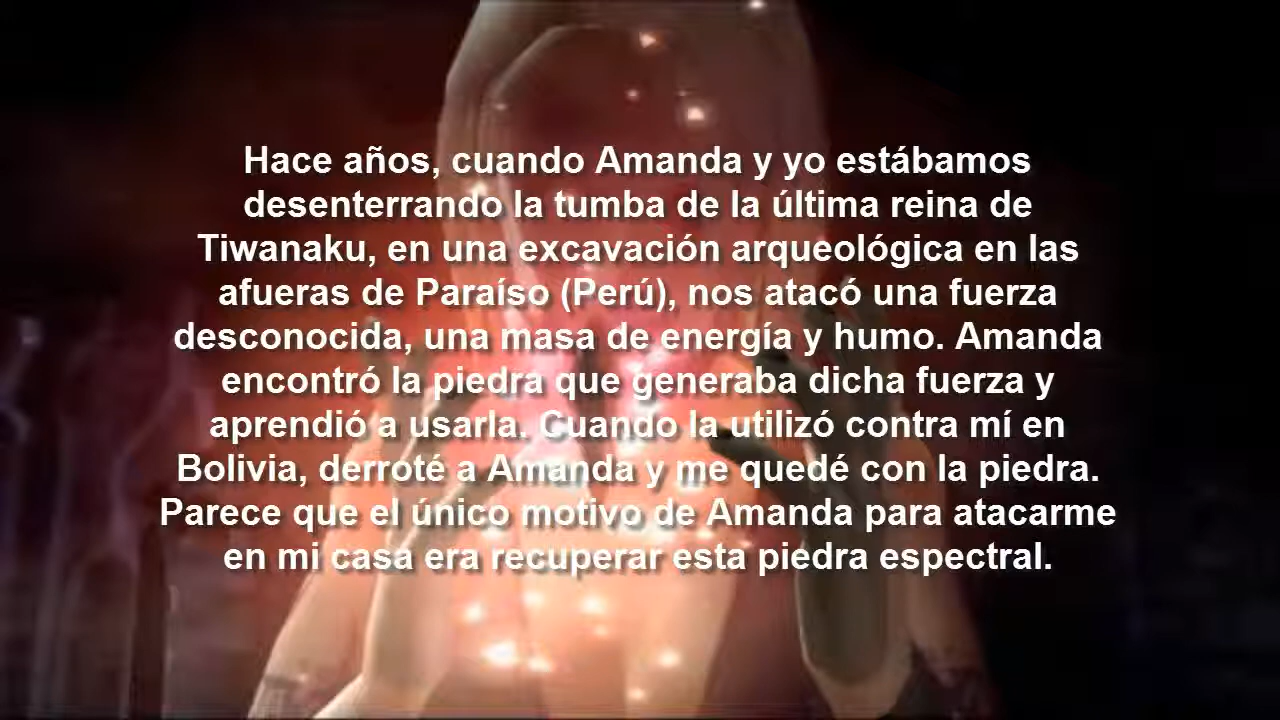 Hace años, cuando Amanda y yo estábamos
desenterrando la tumba de la última reina de
Tiwanaku, en una excavación arqueológica en las
afueras de Paraíso (Perú), nos atacó una fuerza
desconocida, una masa de energía y humo. Amanda
encontró la piedra que generaba dicha fuerza y
aprendió a usarla. Cuando la utilizó contra mí en
Bolivia, derroté a Amanda y me quedé con la piedra.
Parece que el único motivo de Amanda para atacarme
en mi casa era recuperar esta piedra espectral.